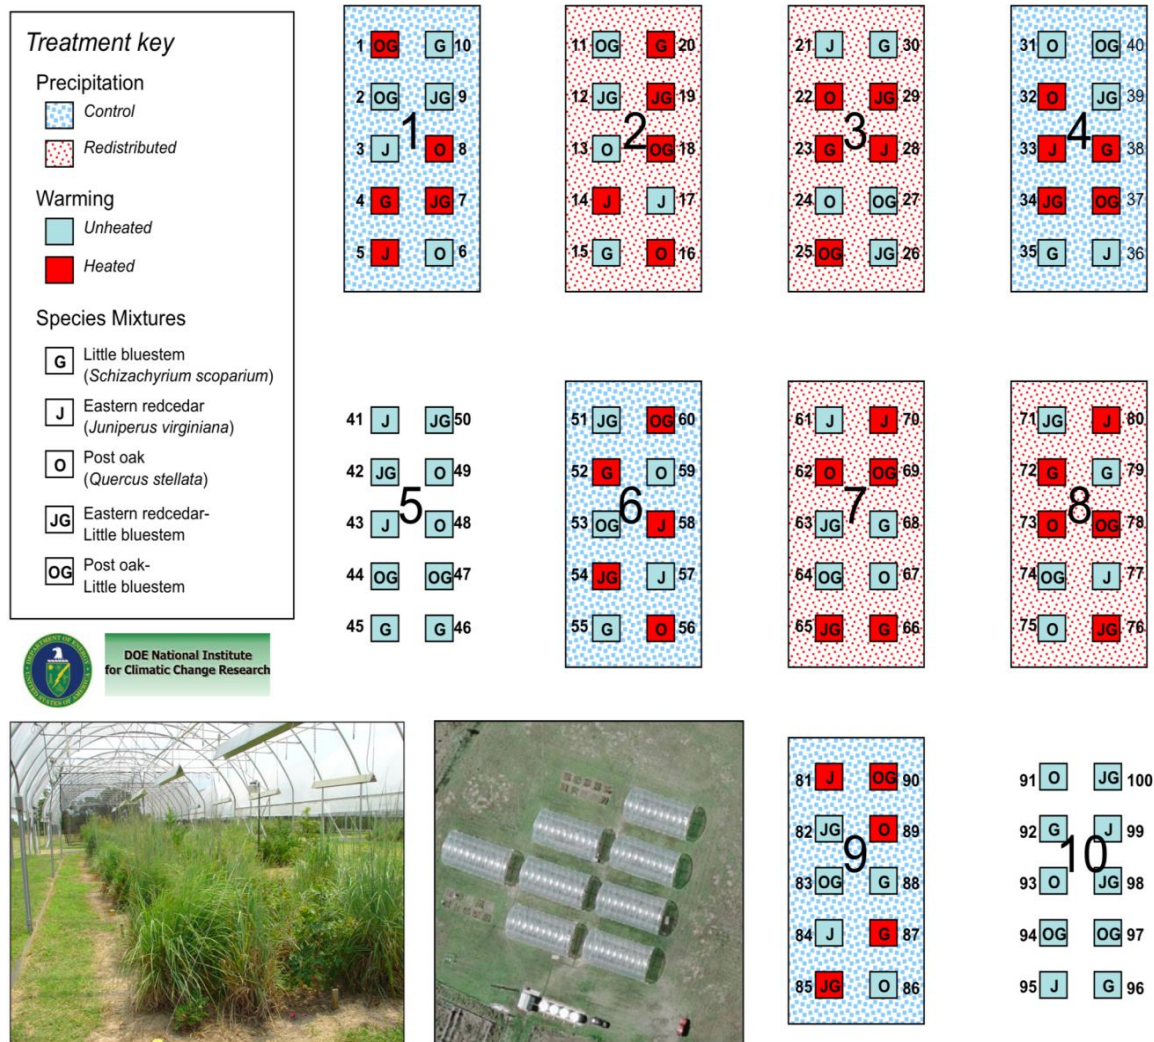 Treatment key
Precipitation
Control
Redistributed
Warming
Unheated
Heated
Species Mixtures
G Little bluestem
(Schizachyrium scoparium)
J Eastern redcedar
(Juniperus virginiana)
O Post oak
(Quercus stellata)
JG Eastern redcedar-
Little bluestem
OG Post oak-
Little bluestem
1 OG G 10
2 OG JG 9
3 J O 8
4 G JG 7
5 J O 6
1
11 OG G 20
12 JG JG 19
13 O OG 18
14 J J 17
15 G O 16
2
21 J G 30
22 O JG 29
23 G J 28
24 O OG 27
25 OG JG 26
3
31 O OG 40
32 O JG 39
33 J G 38
34 JG OG 37
35 G J 36
4
41 J JG 50
42 JG O 49
43 J O 48
44 OG OG 47
45 G G 46
5
51 JG OG 60
52 G O 59
53 OG J 58
54 JG J 57
55 G O 56
6
61 J J 70
62 O OG 69
63 JG G 68
64 OG O 67
65 JG G 66
7
71 JG J 80
72 G G 79
73 O OG 78
74 OG J 77
75 O JG 76
8
DOE National Institute
for Climatic Change Research
81 J OG 90
82 JG O 89
83 OG G 88
84 J G 87
85 JG O 86
9
91 O JG 100
92 G J 99
93 O JG 98
94 OG OG 97
95 J G 96
10